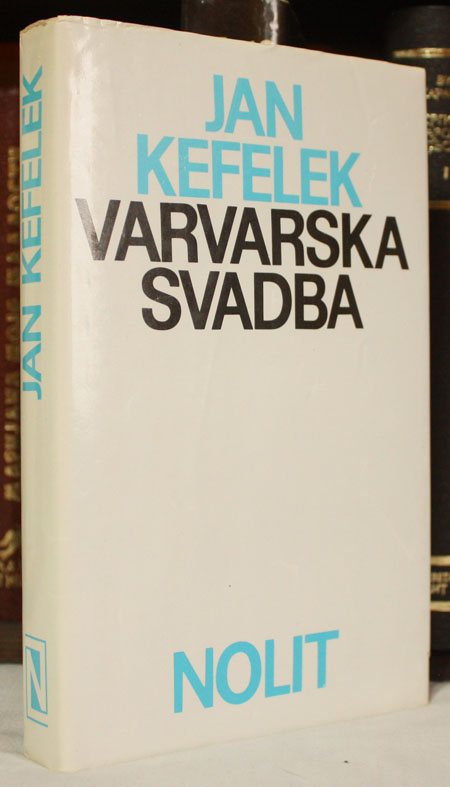 JAN
KEFELEK
VARVARSKA
SVADBA
NOLIT
JAN KEFELEK
N